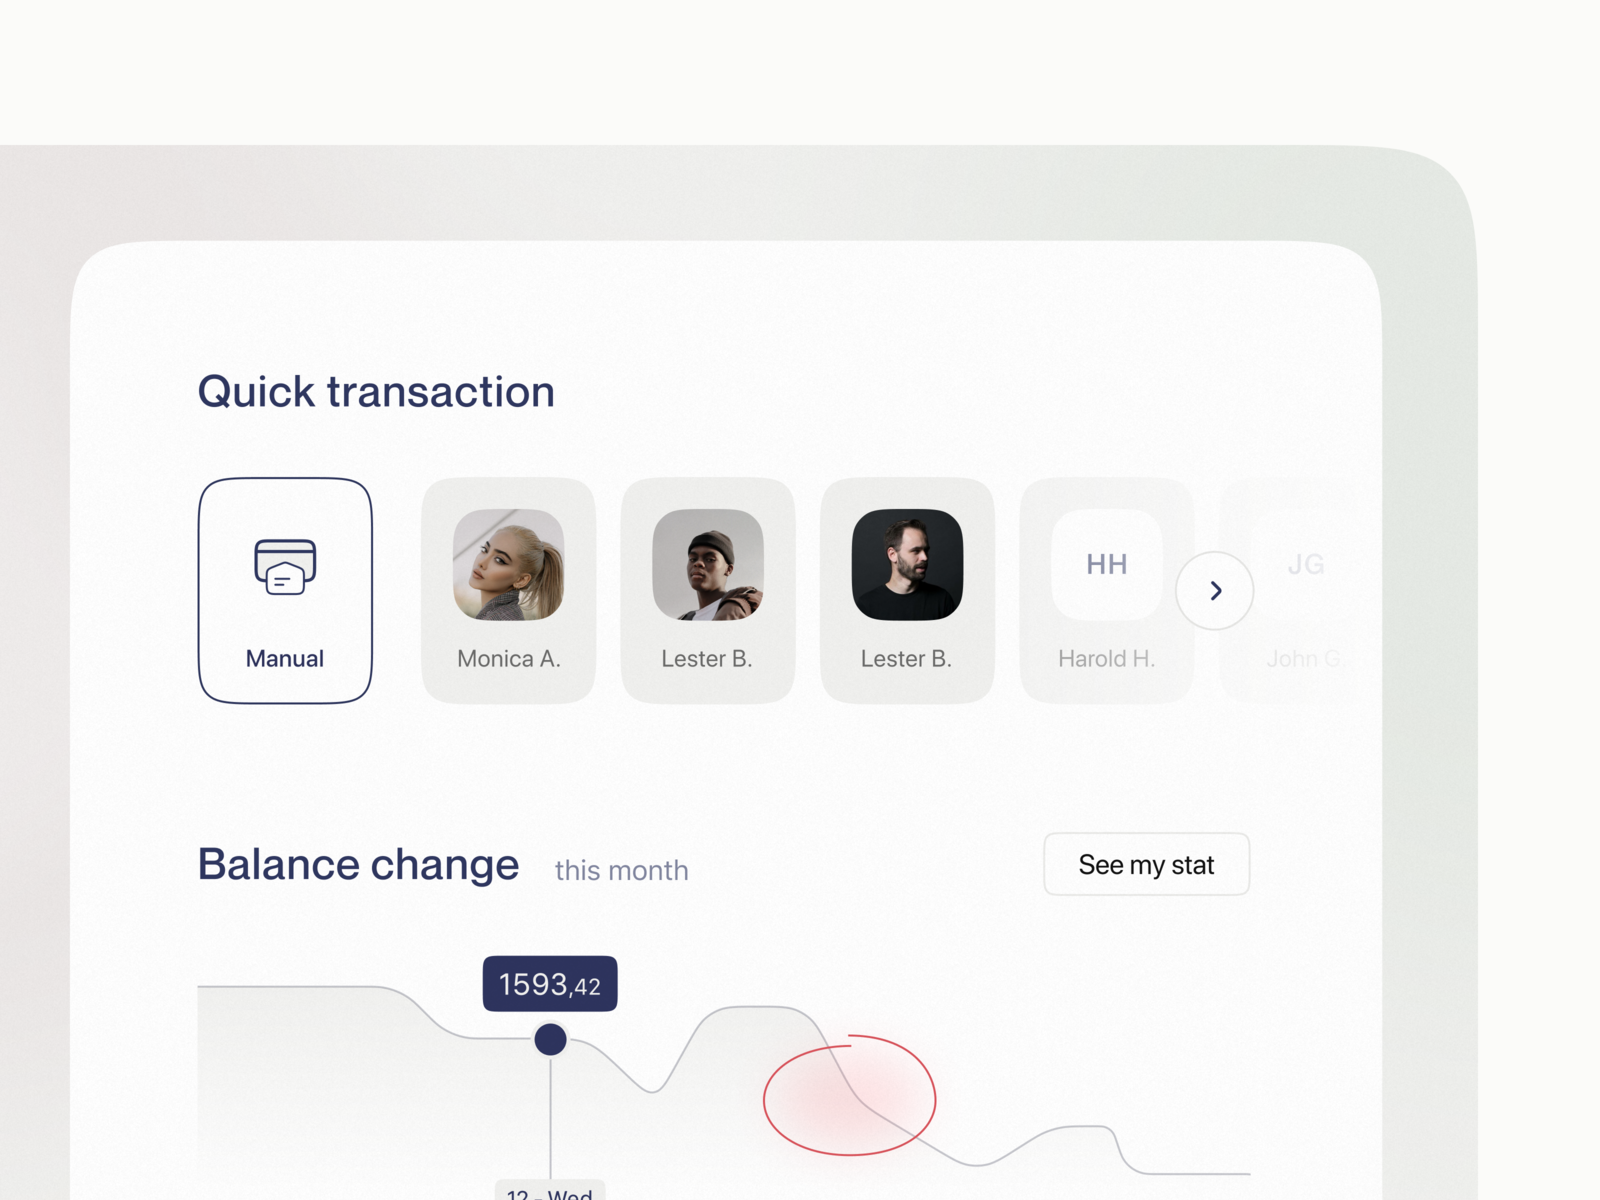 Quick transaction
HH
JG
Manual
Monica A.
Lester B.
Lester B.
Harold H.
John G.
Balance change this month
See my stat
1593,42
12 - Wed